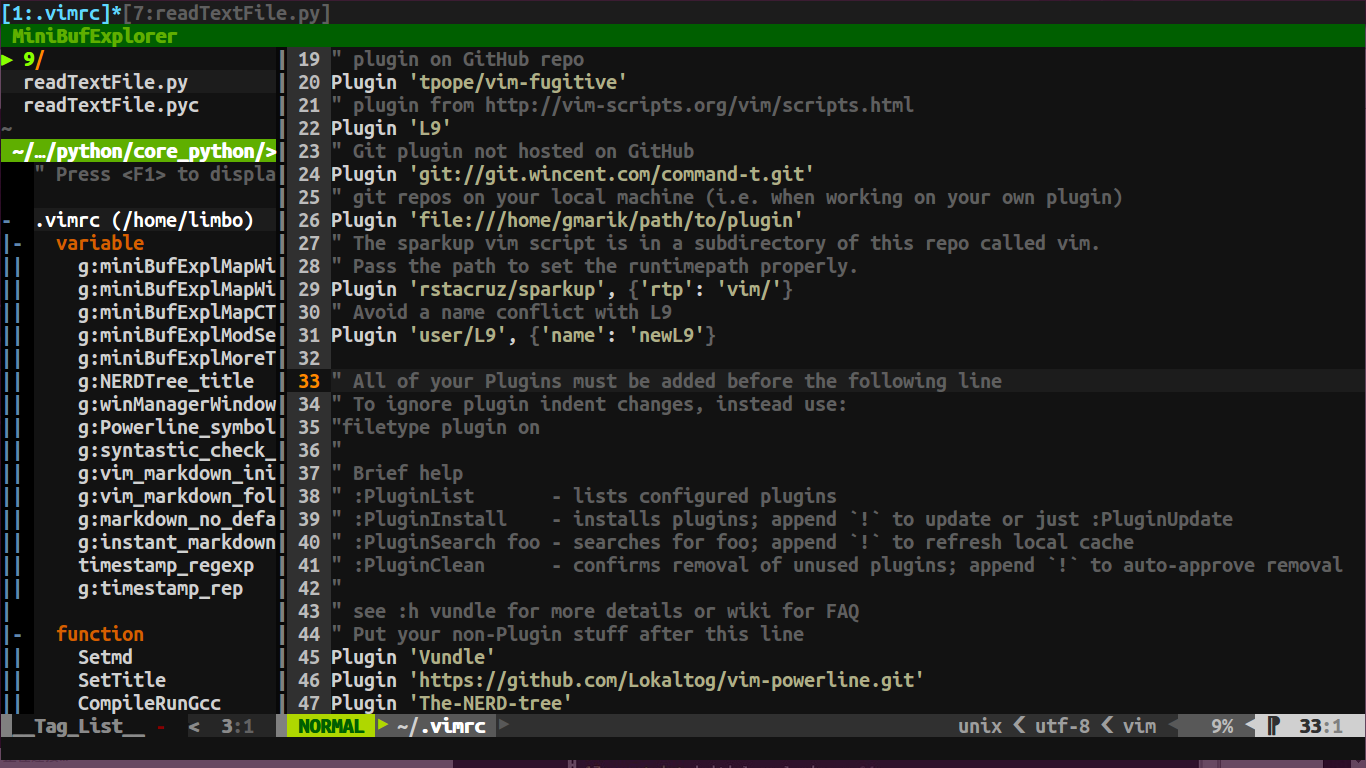 [1:.vimrc]*[7:readTextFile.py]
MiniBufExplorer
▶ 9/
readTextFile.py
readTextFile.pyc
~
~/…/python/core_python/>
" Press <F1> to displa
- .vimrc (/home/limbo)
|- variable
|| g:miniBufExplMapWi
|| g:miniBufExplMapWi
|| g:miniBufExplMapCT
|| g:miniBufExplModSe
|| g:miniBufExplMoreT
|| g:NERDTree_title
|| g:winManagerWindow
|| g:Powerline_symbol
|| g:syntastic_check_
|| g:vim_markdown_ini
|| g:vim_markdown_fol
|| g:markdown_no_defa
|| g:instant_markdown
|| timestamp_regexp
|| g:timestamp_rep
|
|- function
|| Setmd
|| SetTitle
|| CompileRunGcc
__Tag_List__ - < 3:1
19 " plugin on GitHub repo
20 Plugin 'tpope/vim-fugitive'
21 " plugin from http://vim-scripts.org/vim/scripts.html
22 Plugin 'L9'
23 " Git plugin not hosted on GitHub
24 Plugin 'git://git.wincent.com/command-t.git'
25 " git repos on your local machine (i.e. when working on your own plugin)
26 Plugin 'file:///home/gmarik/path/to/plugin'
27 " The sparkup vim script is in a subdirectory of this repo called vim.
28 " Pass the path to set the runtimepath properly.
29 Plugin 'rstacruz/sparkup', {'rtp': 'vim/'}
30 " Avoid a name conflict with L9
31 Plugin 'user/L9', {'name': 'newL9'}
32
33 " All of your Plugins must be added before the following line
34 " To ignore plugin indent changes, instead use:
35 "filetype plugin on
36 "
37 " Brief help
38 " :PluginList       - lists configured plugins
39 " :PluginInstall    - installs plugins; append `!` to update or just :PluginUpdate
40 " :PluginSearch foo - searches for foo; append `!` to refresh local cache
41 " :PluginClean      - confirms removal of unused plugins; append `!` to auto-approve removal
42 "
43 " see :h vundle for more details or wiki for FAQ
44 " Put your non-Plugin stuff after this line
45 Plugin 'Vundle'
46 Plugin 'https://github.com/Lokaltog/vim-powerline.git'
47 Plugin 'The-NERD-tree'
NORMAL ~/.vimrc unix ❮ utf-8 ❮ vim 9% ⁋ 33:1